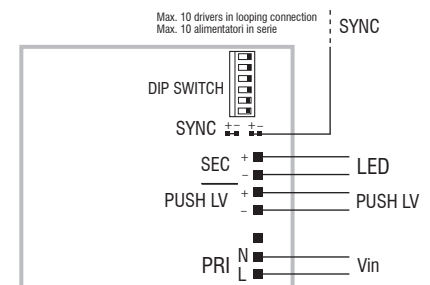 Max. 10 drivers in looping connection
Max. 10 alimentatori in serie
SYNC
DIP SWITCH
SYNC + - + -
SEC + LED
-
PUSH LV + PUSH LV
-
PRI N Vin
L